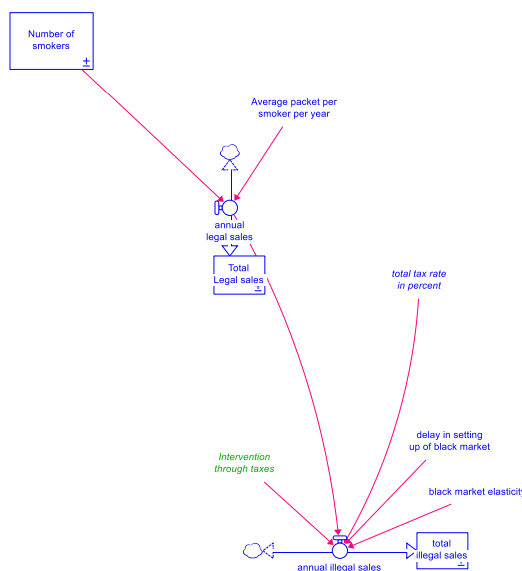 Number of
smokers
Average packet per
smoker per year
annual
legal sales
Total
Legal sales
total tax rate
in percent
delay in setting
up of black market
Intervention
through taxes
black market elasticity
total
illegal sales
annual illegal sales